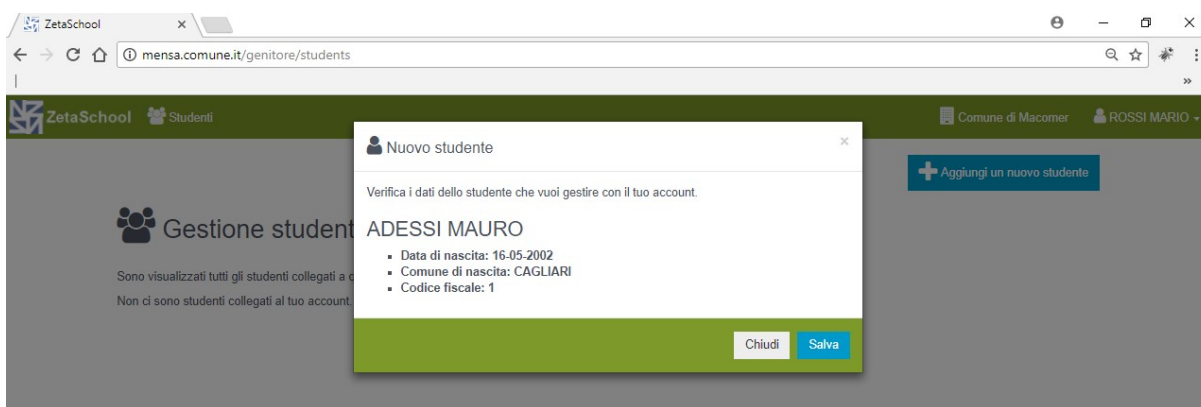 ZetaSchool
mensa.comune.it/genitore/students
»
ZetaSchool Studenti Comune di Macomer ROSSI MARIO
Nuovo studente ×
Aggiungi un nuovo studente
Verifica i dati dello studente che vuoi gestire con il tuo account.
Gestione student
ADESSI MAURO
Data di nascita: 16-05-2002
Comune di nascita: CAGLIARI
Codice fiscale: 1
Sono visualizzati tutti gli studenti collegati a
Non ci sono studenti collegati al tuo account.
Chiudi Salva